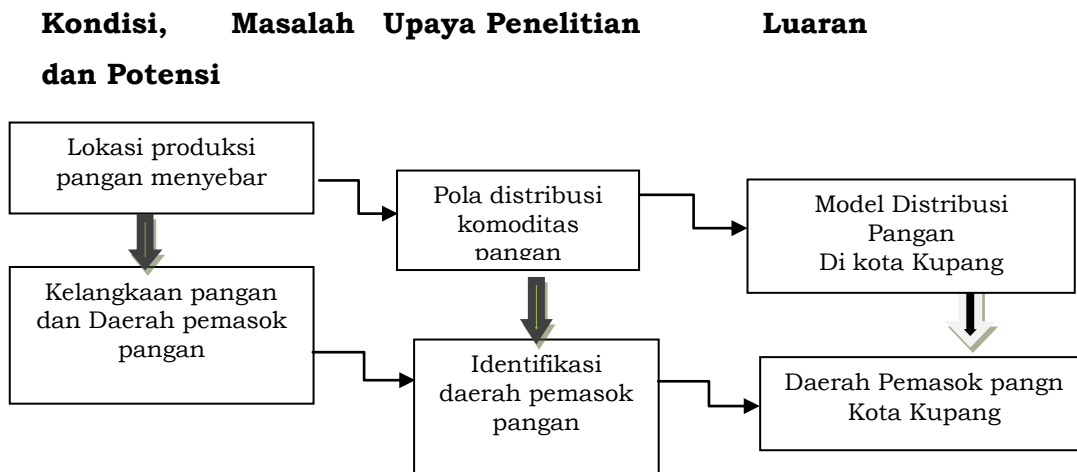 Kondisi, Masalah
dan Potensi
Upaya Penelitian
Luaran
Lokasi produksi
pangan menyebar
Pola distribusi
komoditas
pangan
Model Distribusi
Pangan
Di kota Kupang
Kelangkaan pangan
dan Daerah pemasok
pangan
Identifikasi
daerah pemasok
pangan
Daerah Pemasok pangn
Kota Kupang